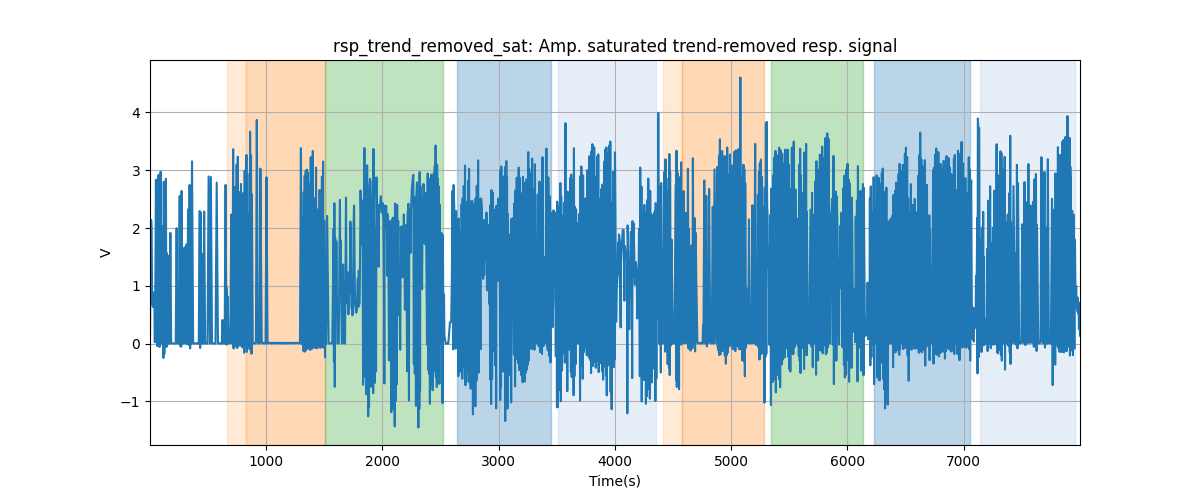 rsp_trend_removed_sat: Amp. saturated trend-removed resp. signal
4
3
2
1
0
−1
V
1000 2000 3000 4000 5000 6000 7000
Time(s)